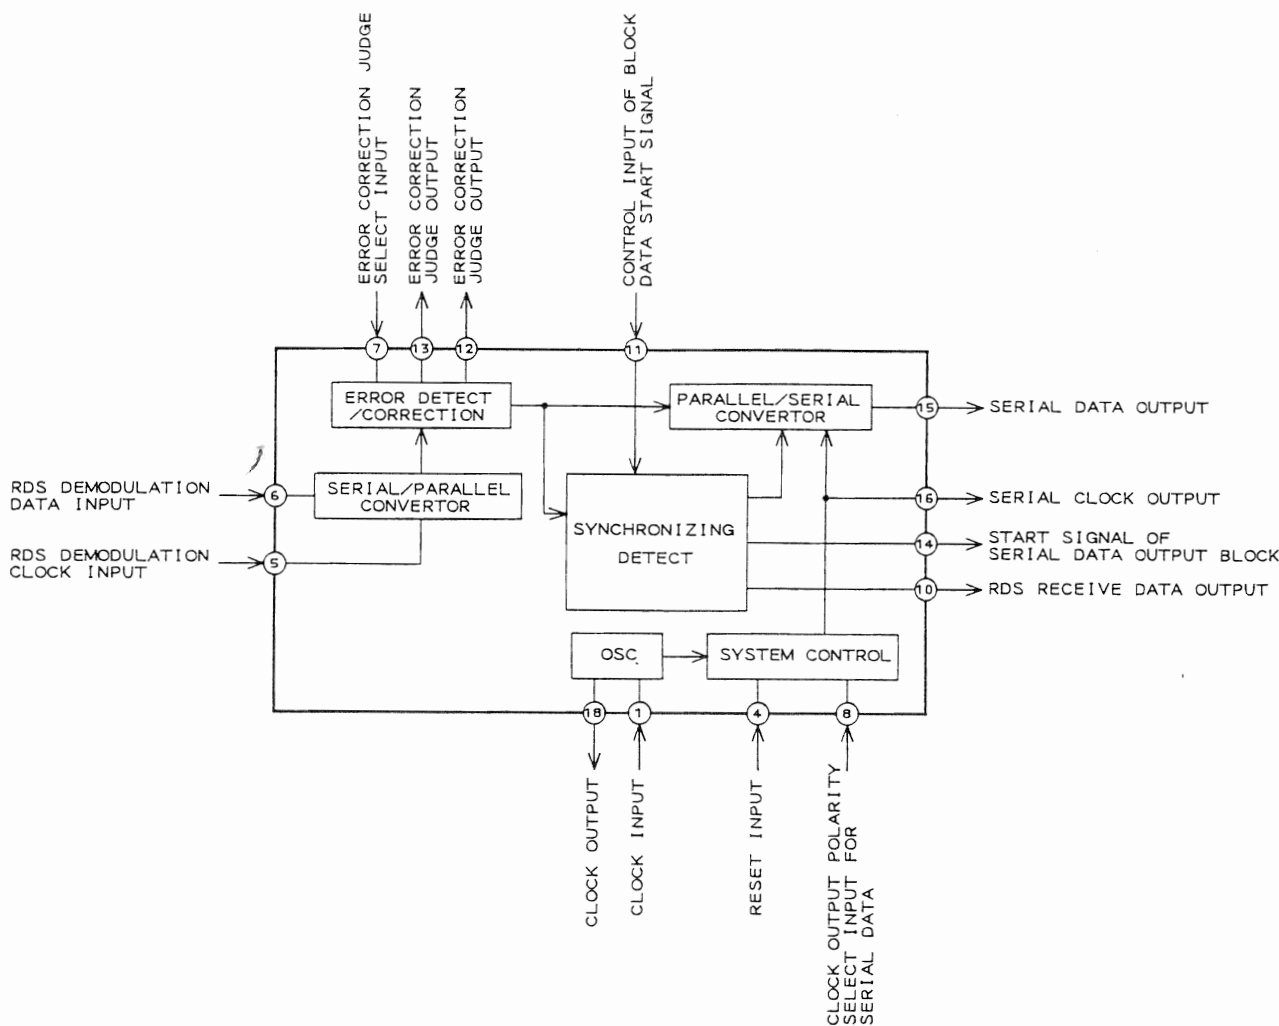 ERROR CORRECTION JUDGE
SELECT INPUT
ERROR CORRECTION
JUDGE OUTPUT
ERROR CORRECTION
JUDGE OUTPUT
CONTROL INPUT OF BLOCK
DATA START SIGNAL
7
13
12
11
ERROR DETECT
/CORRECTION
PARALLEL/SERIAL
CONVERTOR
15
SERIAL DATA OUTPUT
RDS DEMODULATION
DATA INPUT
6
SERIAL/PARALLEL
CONVERTOR
16
SERIAL CLOCK OUTPUT
SYNCHRONIZING
DETECT
14
START SIGNAL OF
SERIAL DATA OUTPUT BLOCK
RDS DEMODULATION
CLOCK INPUT
5
10
RDS RECEIVE DATA OUTPUT
OSC
SYSTEM CONTROL
18
1
4
8
CLOCK OUTPUT
CLOCK INPUT
RESET INPUT
CLOCK OUTPUT POLARITY
SELECT INPUT FOR
SERIAL DATA